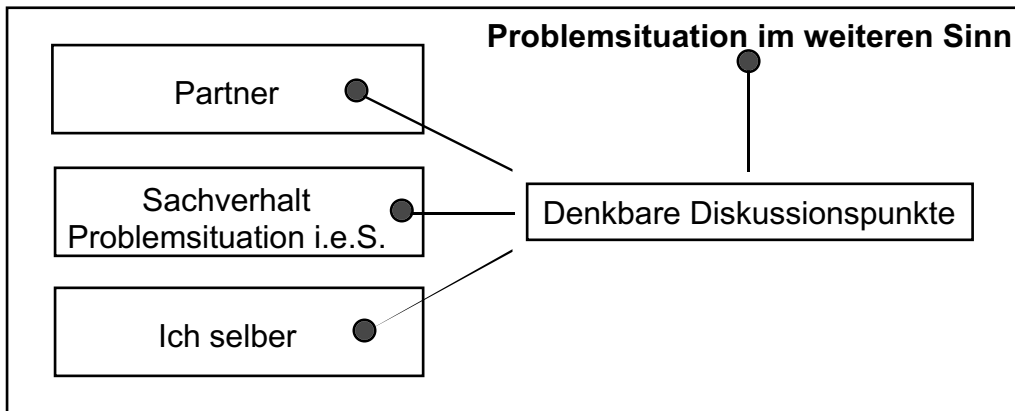 Problemsituation im weiteren Sinn
Partner
Sachverhalt
Problemsituation i.e.S.
Denkbare Diskussionspunkte
Ich selber